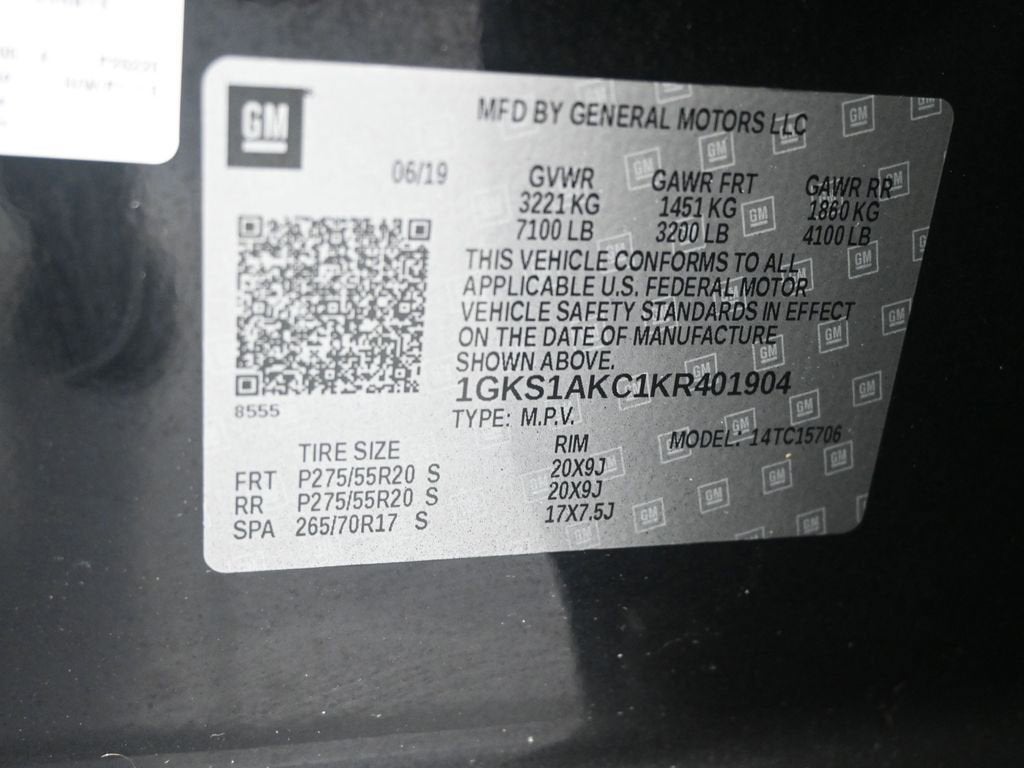 GM
MFD BY GENERAL MOTORS LLC
06/19
GVWR GAWR FRT GAWR RR
3221 KG 1451 KG 1860 KG
7100 LB 3200 LB 4100 LB
THIS VEHICLE CONFORMS TO ALL
APPLICABLE U.S. FEDERAL MOTOR
VEHICLE SAFETY STANDARDS IN EFFECT
ON THE DATE OF MANUFACTURE
SHOWN ABOVE.
1GKS1AKC1KR401904
8555
TYPE: M.P.V.
TIRE SIZE RIM MODEL: 14TC15706
FRT P275/55R20 S 20X9J
RR P275/55R20 S 20X9J
SPA 265/70R17 S 17X7.5J